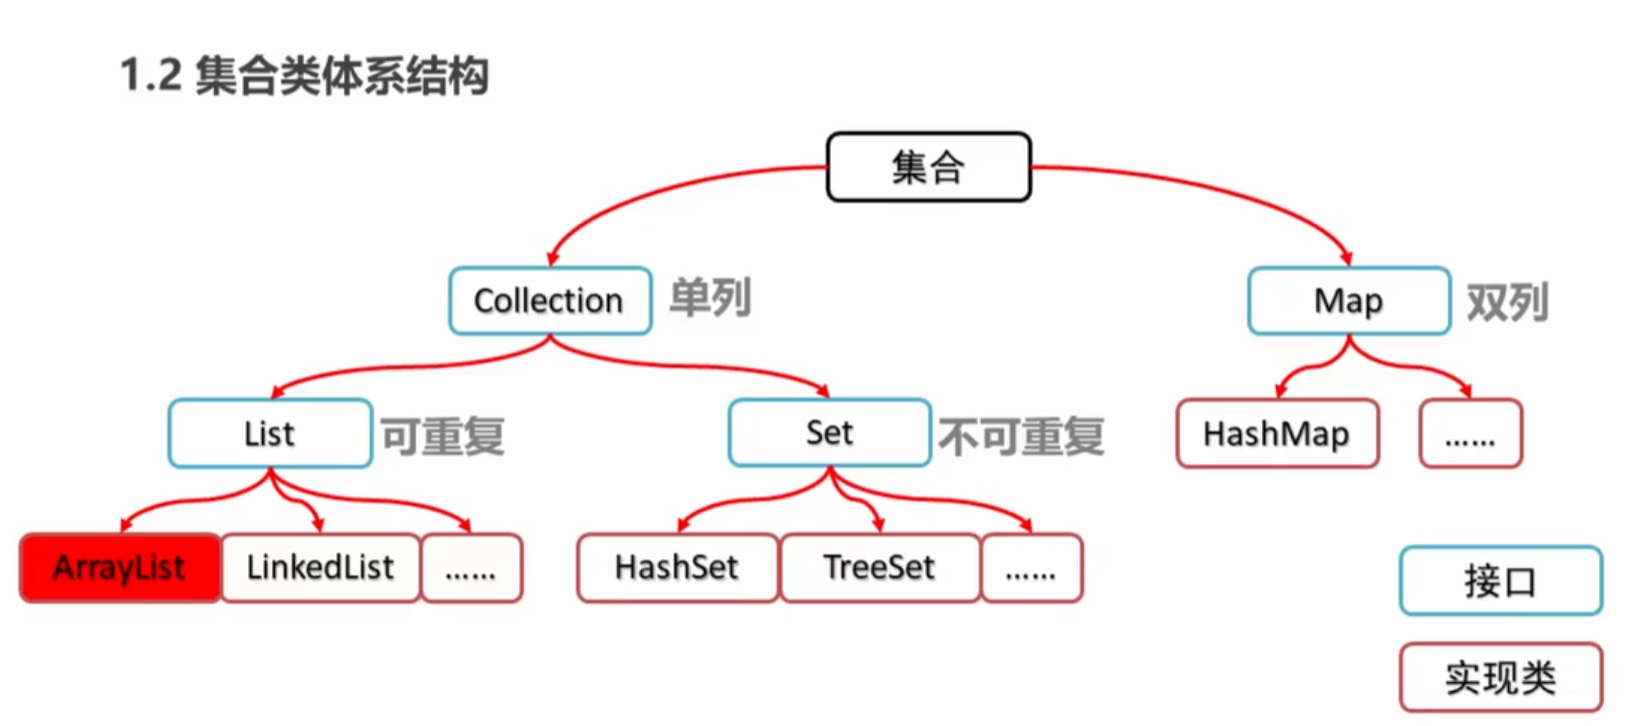 1.2 集合类体系结构
集合
Collection 单列
Map 双列
List 可重复
Set 不可重复
HashMap
......
ArrayList
LinkedList
......
HashSet
TreeSet
......
接口
实现类